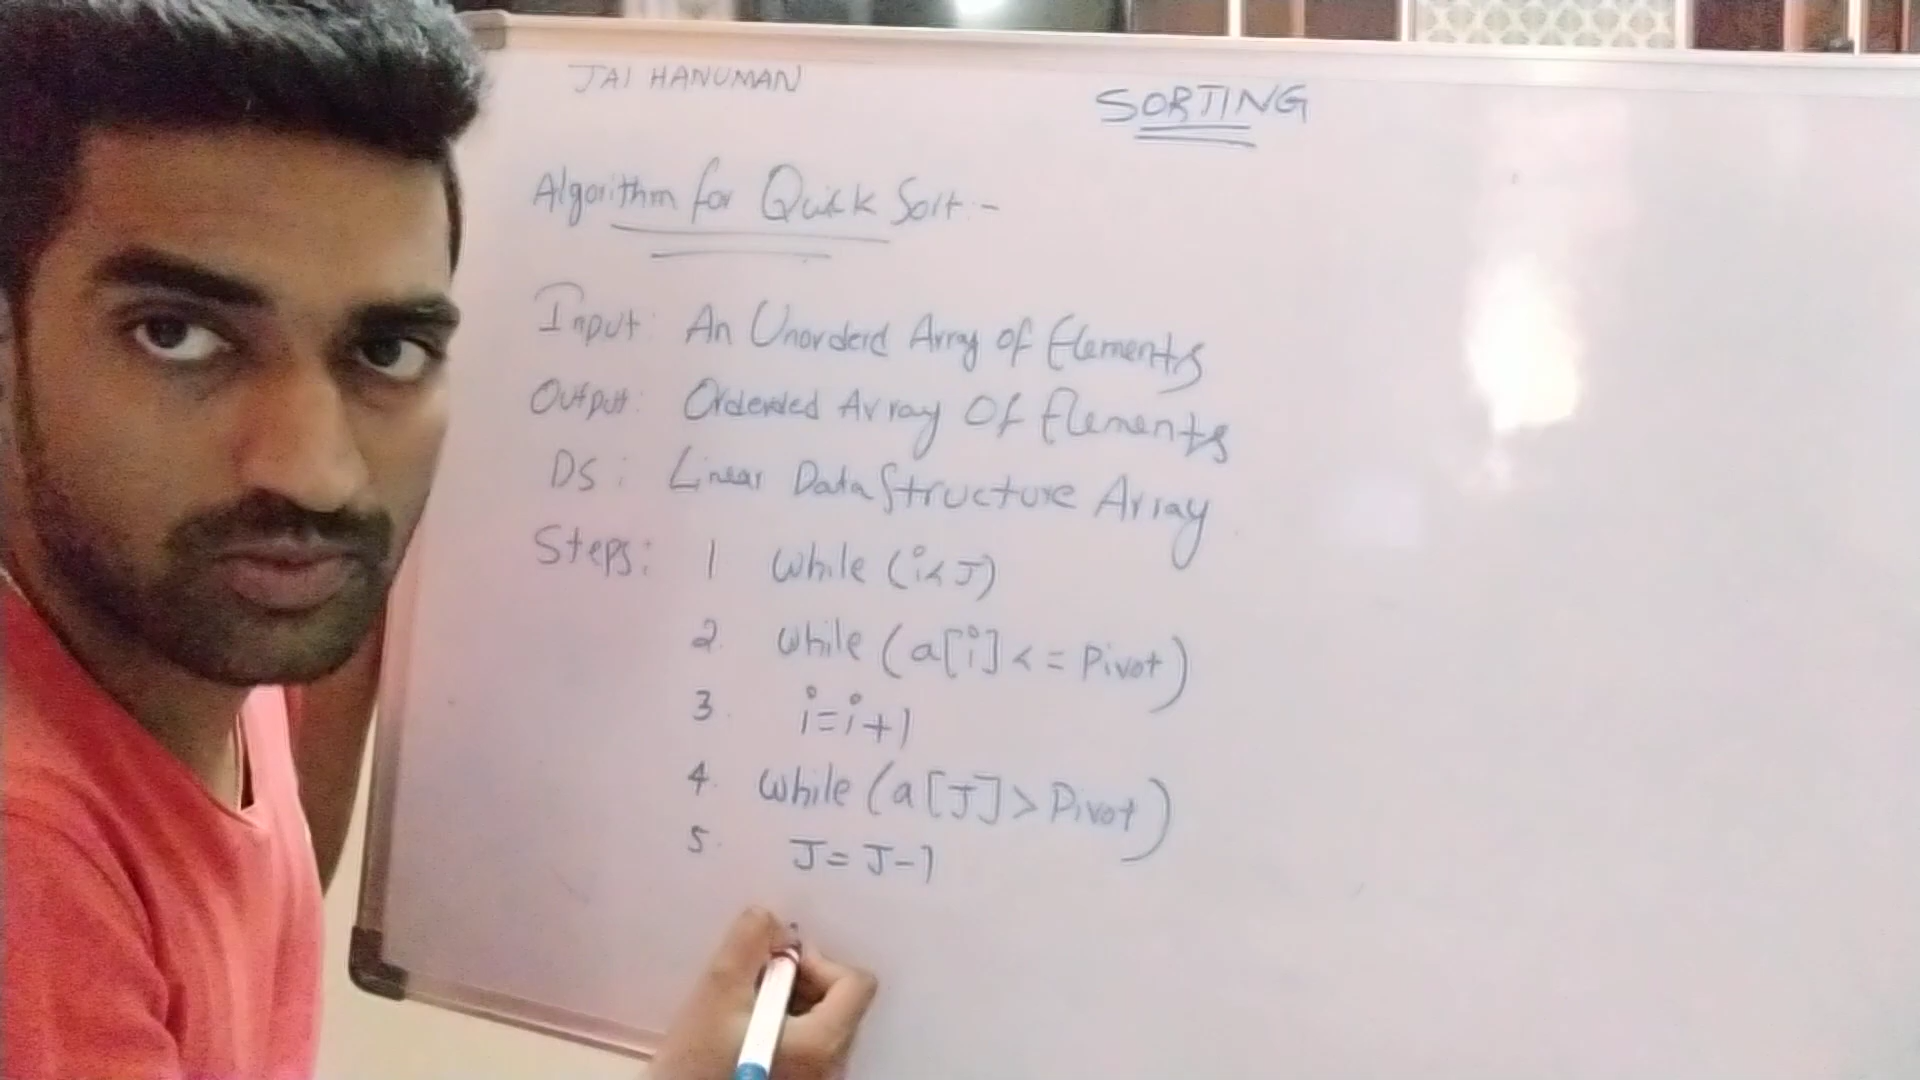 JAI HANUMAN
SORTING
Algorithm for Quick Sort:-
Input: An Unorderd Array of Elements
Output: Orderded Array Of Elements
DS: Linear Data Structure Array
Steps: 1 while (i<J)
2. while (a[i] <= Pivot)
3. i=i+1
4. while (a[J]>Pivot)
5. J=J-1